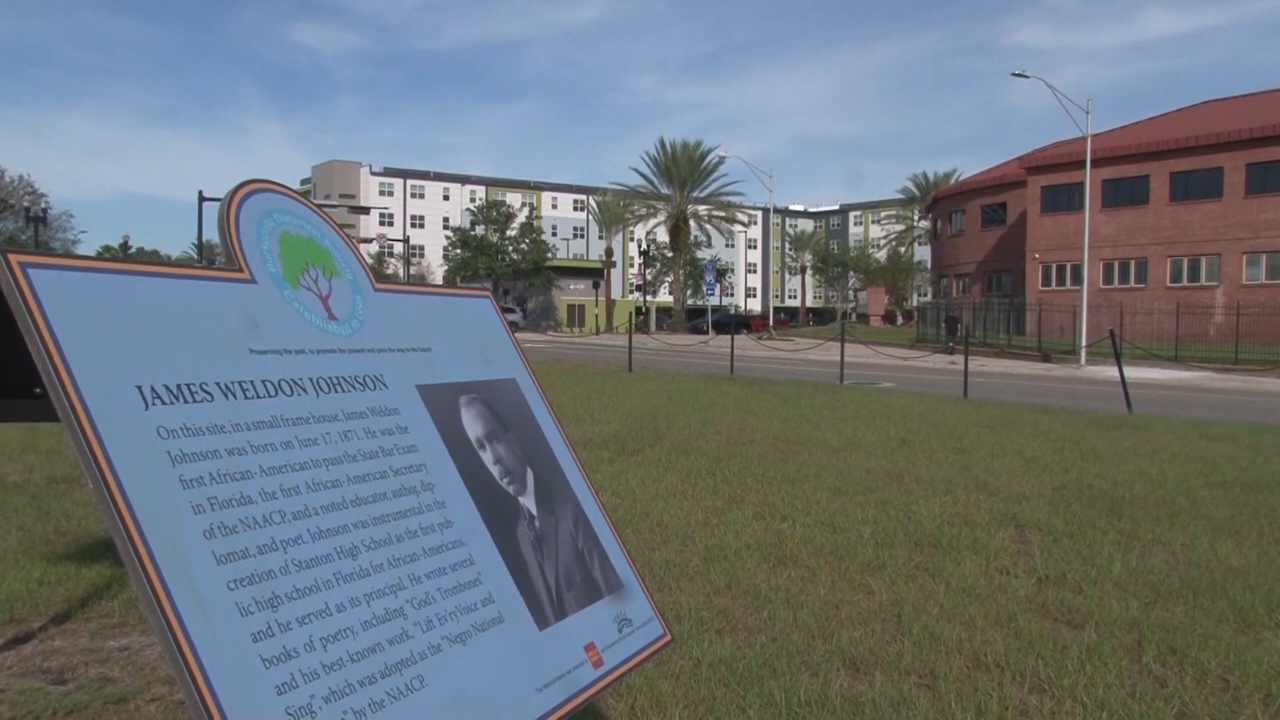 Established in 1999
Preserving the past, to promote the present and pave the way to the future
JAMES WELDON JOHNSON
On this site, in a small frame house, James Weldon
Johnson was born on June 17, 1871. He was the
first African-American to pass the State Bar Exam
in Florida, the first African-American Secretary
of the NAACP, and a noted educator, author, dip-
lomat, and poet. Johnson was instrumental in the
creation of Stanton High School as the first pub-
lic high school in Florida for African-Americans,
and he served as its principal. He wrote several
books of poetry, including "God's Trombones"
and his best-known work, "Lift Ev'ry Voice and
Sing", which was adopted as the "Negro National
" by the NAACP.